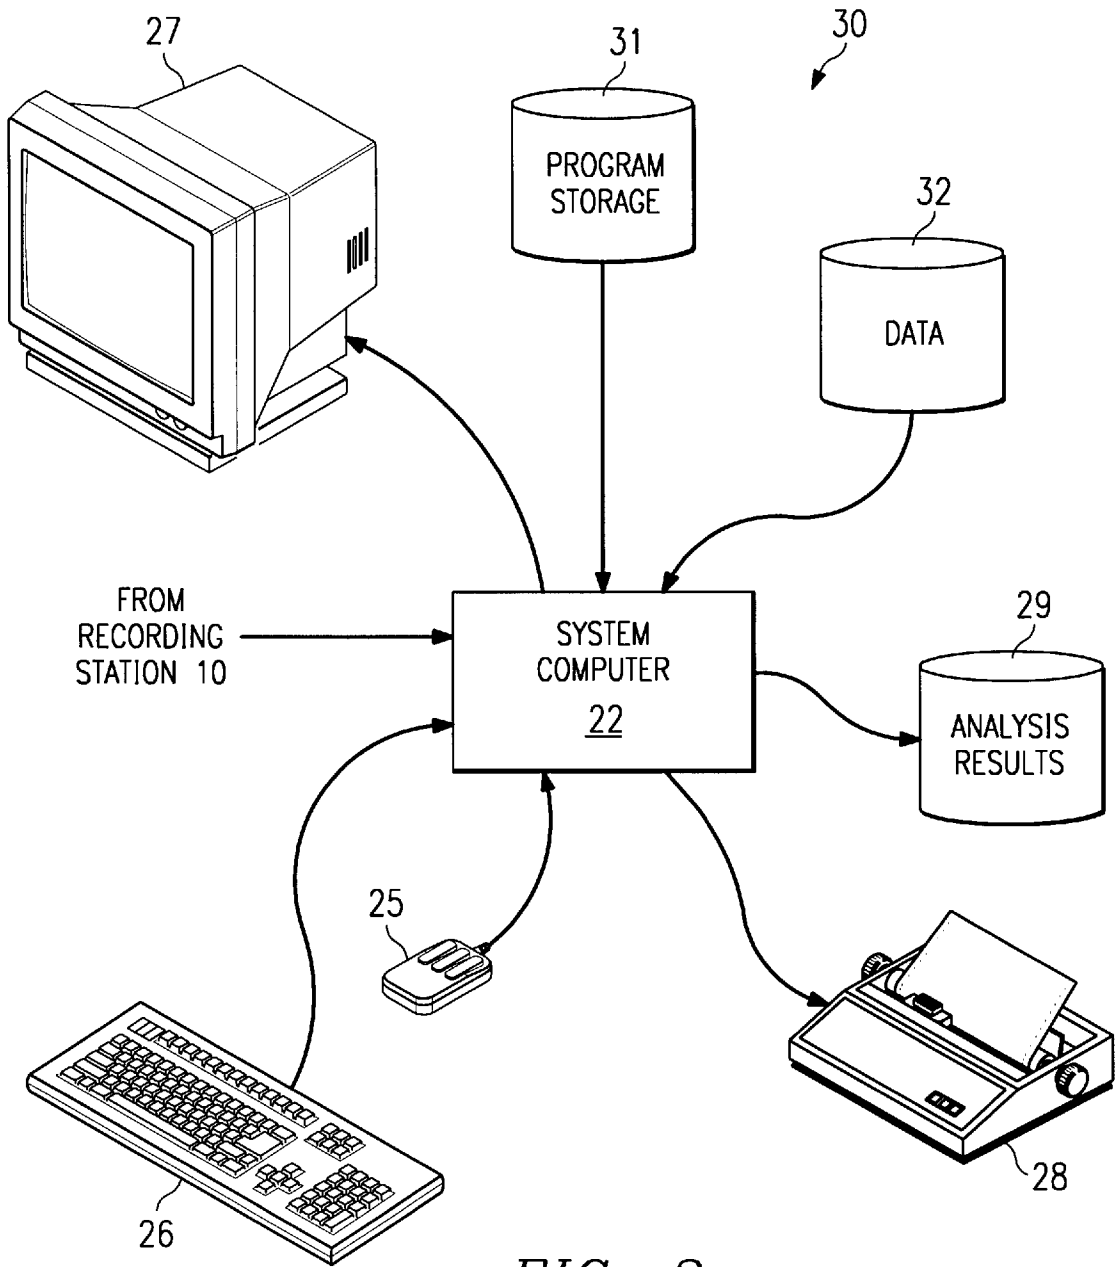 27
31
30
PROGRAM
STORAGE
32
DATA
FROM
RECORDING
STATION 10
SYSTEM
COMPUTER
22
29
ANALYSIS
RESULTS
25
26
28
FIG.